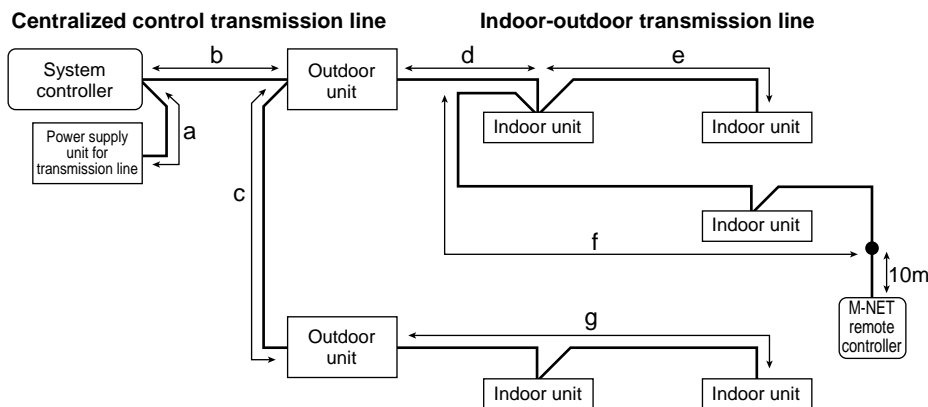 Centralized control transmission line
Indoor-outdoor transmission line
System
controller
b
Outdoor
unit
d
e
a
Power supply
unit for
transmission line
Indoor unit
Indoor unit
c
Indoor unit
f
10m
M-NET
remote
controller
Outdoor
unit
g
Indoor unit
Indoor unit